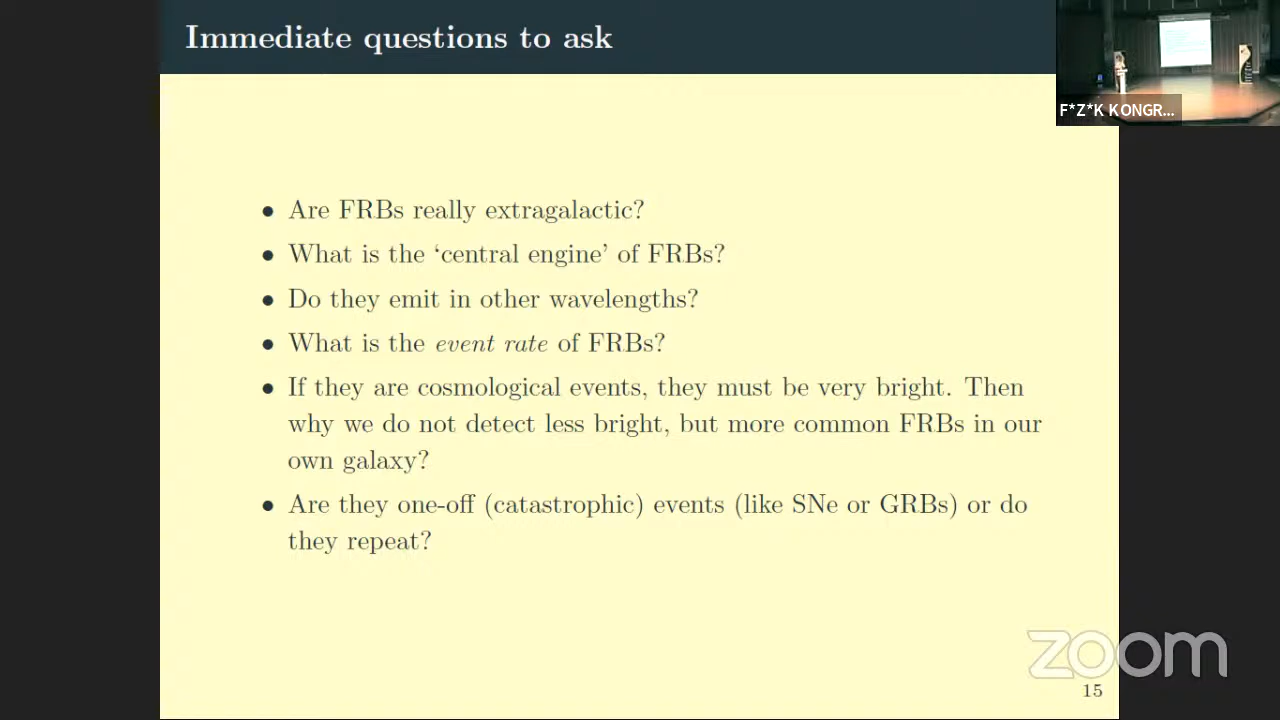 Immediate questions to ask
F*Z*K KONGR...
• Are FRBs really extragalactic?
• What is the ‘central engine’ of FRBs?
• Do they emit in other wavelengths?
• What is the event rate of FRBs?
• If they are cosmological events, they must be very bright. Then
why we do not detect less bright, but more common FRBs in our
own galaxy?
• Are they one-off (catastrophic) events (like SNe or GRBs) or do
they repeat?
zoom
15